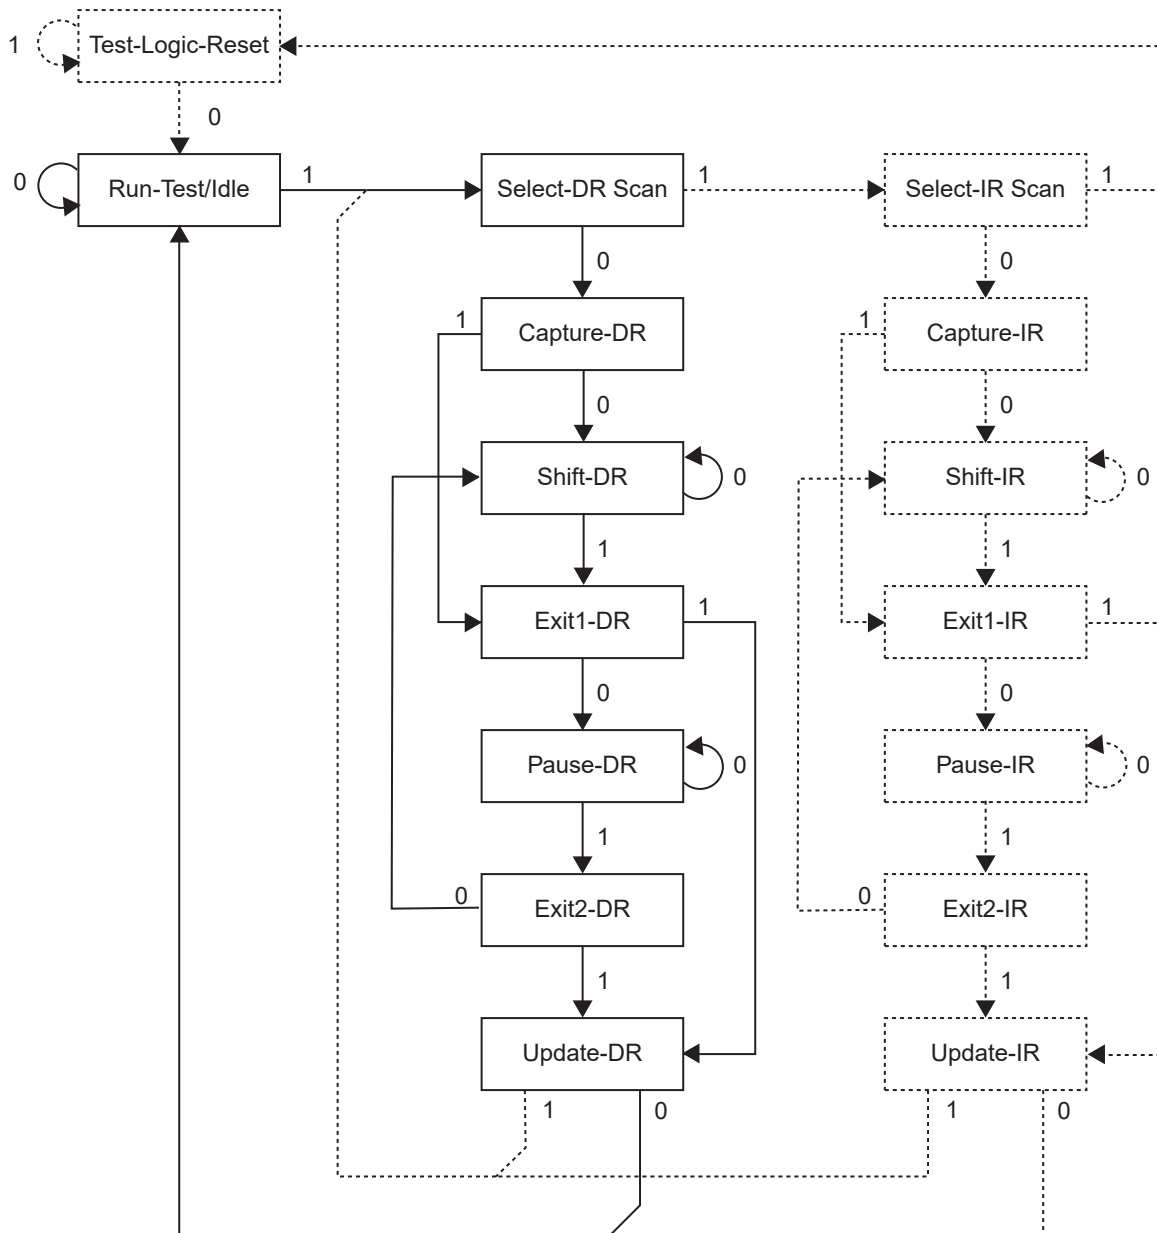 1 Test-Logic-Reset
0
0 Run-Test/Idle 1 Select-DR Scan 1 Select-IR Scan 1
0 0
1 Capture-DR 1 Capture-IR
0 0
Shift-DR 0 Shift-IR 0
1 1
Exit1-DR 1 Exit1-IR 1
0 0
Pause-DR 0 Pause-IR 0
1 1
0 Exit2-DR 0 Exit2-IR
1 1
Update-DR Update-IR
1 0 1 0